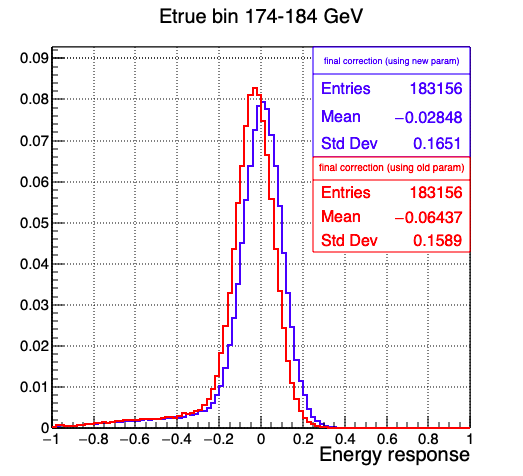 Etrue bin 174-184 GeV
final correction (using new param)
Entries 183156
Mean −0.02848
Std Dev 0.1651
final correction (using old param)
Entries 183156
Mean −0.06437
Std Dev 0.1589
0.09
0.08
0.07
0.06
0.05
0.04
0.03
0.02
0.01
0
−1 −0.8 −0.6 −0.4 −0.2 0 0.2 0.4 0.6 0.8 1
Energy response